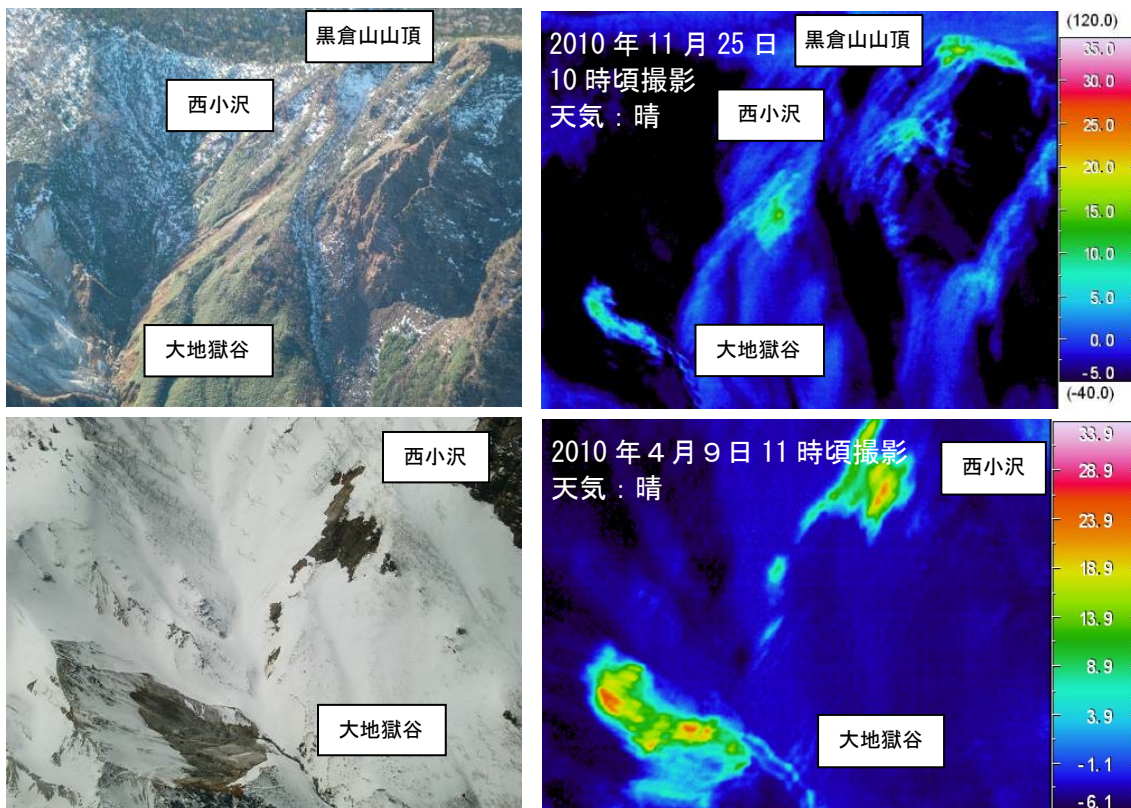 黒倉山山頂
西小沢
大地獄谷
2010年11月25日
10時頃撮影
天気：晴
黒倉山山頂
西小沢
大地獄谷
(120.0)
35.0
30.0
25.0
20.0
15.0
10.0
5.0
0.0
-5.0
(-40.0)
西小沢
大地獄谷
2010年４月９日11時頃撮影
天気：晴
西小沢
大地獄谷
33.9
28.9
23.9
18.9
13.9
8.9
3.9
-1.1
-6.1